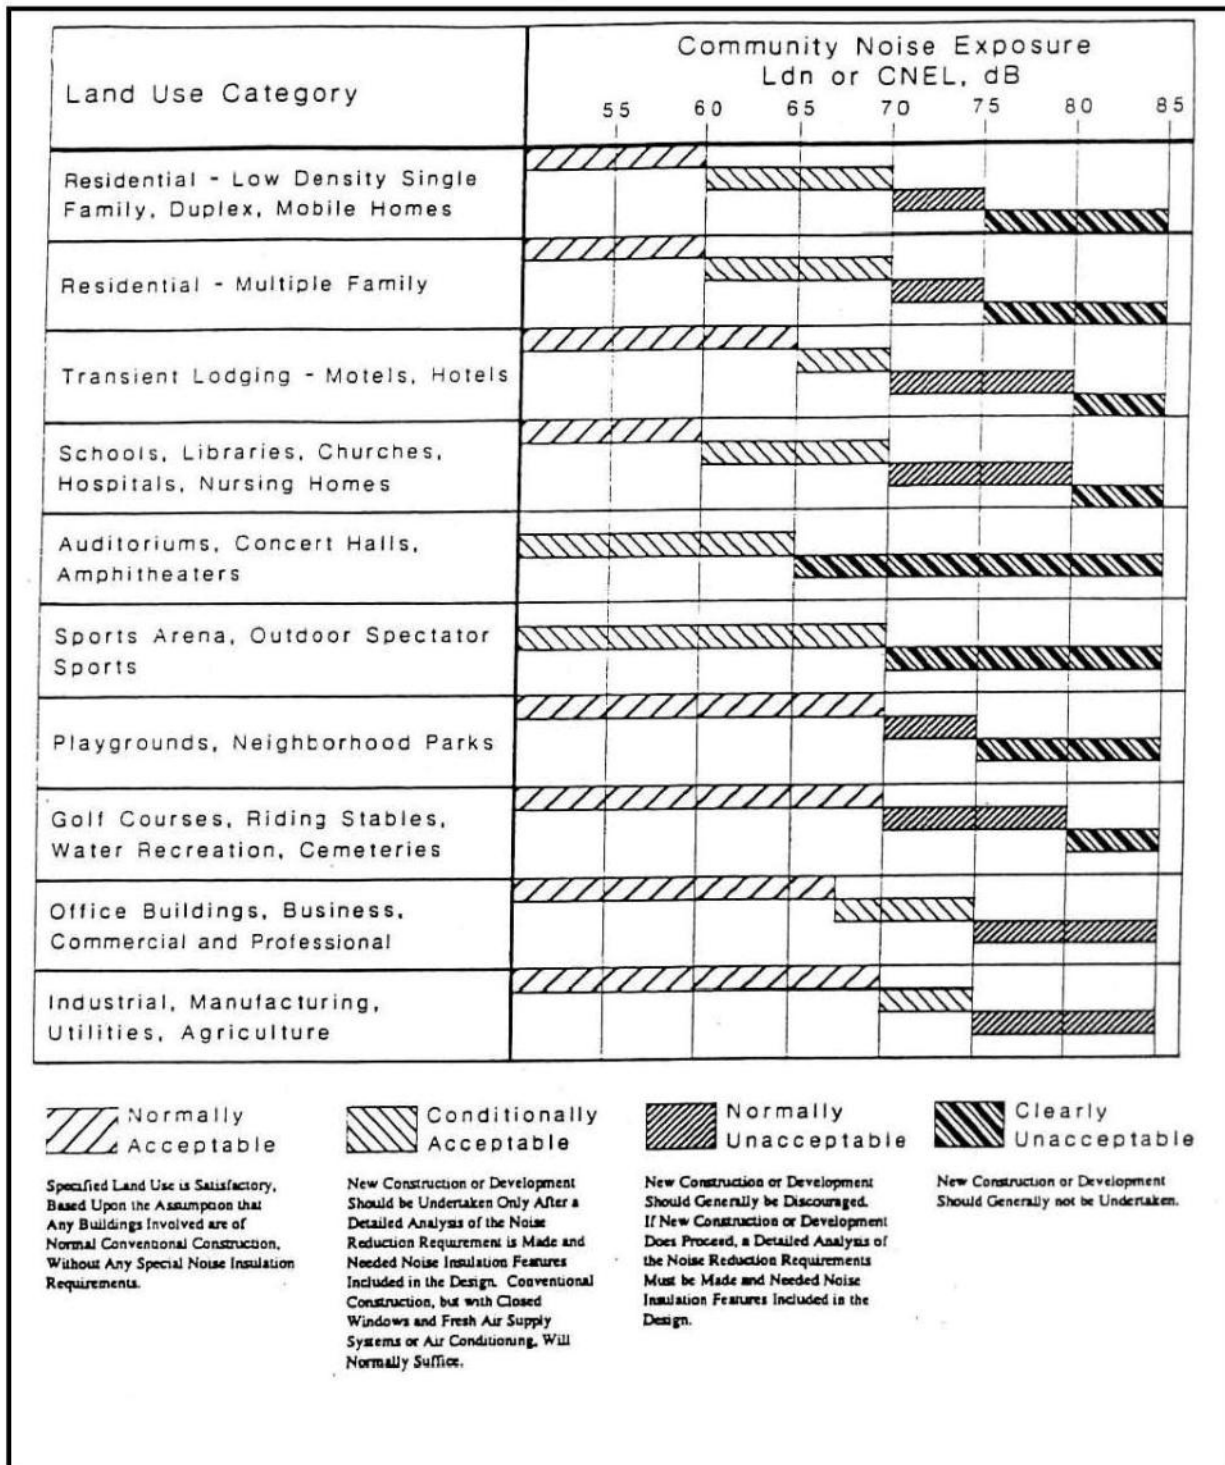 Community Noise Exposure
Ldn or CNEL, dB
Land Use Category
55 60 65 70 75 80 85
Residential - Low Density Single
Family, Duplex, Mobile Homes
Residential - Multiple Family
Transient Lodging - Motels, Hotels
Schools, Libraries, Churches,
Hospitals, Nursing Homes
Auditoriums, Concert Halls,
Amphitheaters
Sports Arena, Outdoor Spectator
Sports
Playgrounds, Neighborhood Parks
Golf Courses, Riding Stables,
Water Recreation, Cemeteries
Office Buildings, Business,
Commercial and Professional
Industrial, Manufacturing,
Utilities, Agriculture
Normally
Acceptable
Specified Land Use is Satisfactory,
Based Upon the Assumption that
Any Buildings Involved are of
Normal Conventional Construction,
Without Any Special Noise Insulation
Requirements.
Conditionally
Acceptable
New Construction or Development
Should be Undertaken Only After a
Detailed Analysis of the Noise
Reduction Requirement is Made and
Needed Noise Insulation Features
Included in the Design. Conventional
Construction, but with Closed
Windows and Fresh Air Supply
Systems or Air Conditioning, Will
Normally Suffice.
Normally
Unacceptable
New Construction or Development
Should Generally be Discouraged.
If New Construction or Development
Does Proceed, a Detailed Analysis of
the Noise Reduction Requirements
Must be Made and Needed Noise
Insulation Features Included in the
Design.
Clearly
Unacceptable
New Construction or Development
Should Generally not be Undertaken.